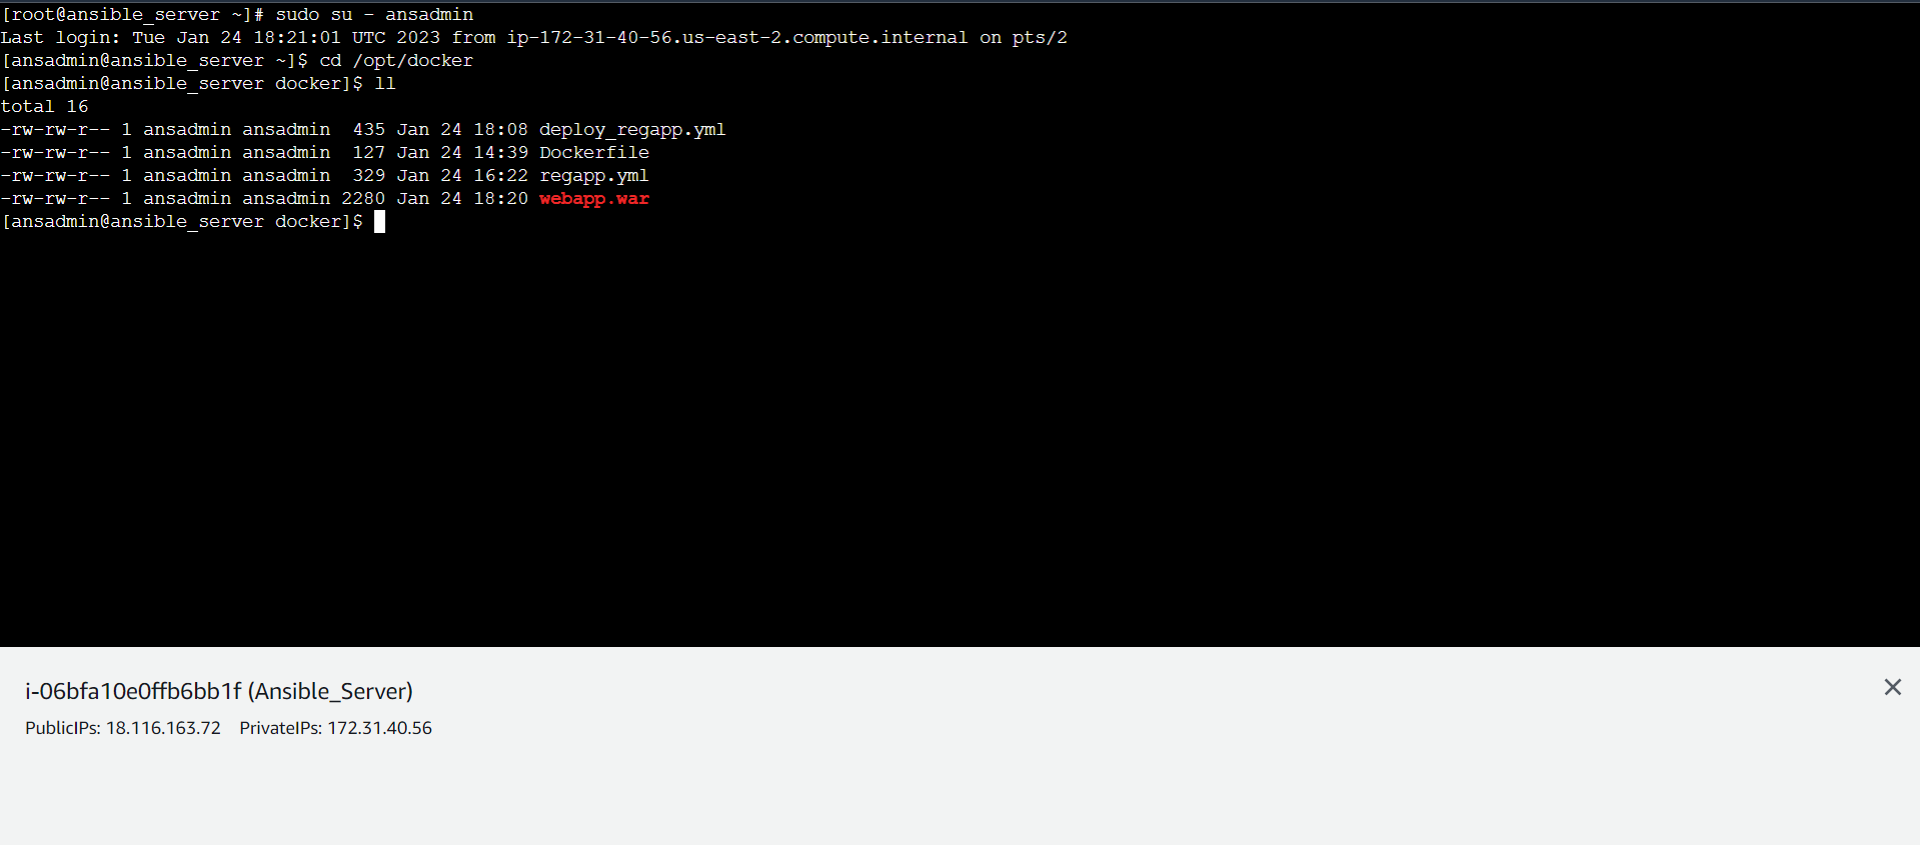 [root@ansible_server ~]# sudo su - ansadmin
Last login: Tue Jan 24 18:21:01 UTC 2023 from ip-172-31-40-56.us-east-2.compute.internal on pts/2
[ansadmin@ansible_server ~]$ cd /opt/docker
[ansadmin@ansible_server docker]$ ll
total 16
-rw-rw-r-- 1 ansadmin ansadmin  435 Jan 24 18:08 deploy_regapp.yml
-rw-rw-r-- 1 ansadmin ansadmin  127 Jan 24 14:39 Dockerfile
-rw-rw-r-- 1 ansadmin ansadmin  329 Jan 24 16:22 regapp.yml
-rw-rw-r-- 1 ansadmin ansadmin 2280 Jan 24 18:20 webapp.war
[ansadmin@ansible_server docker]$
i-06bfa10e0ffb6bb1f (Ansible_Server)
PublicIPs: 18.116.163.72 PrivateIPs: 172.31.40.56